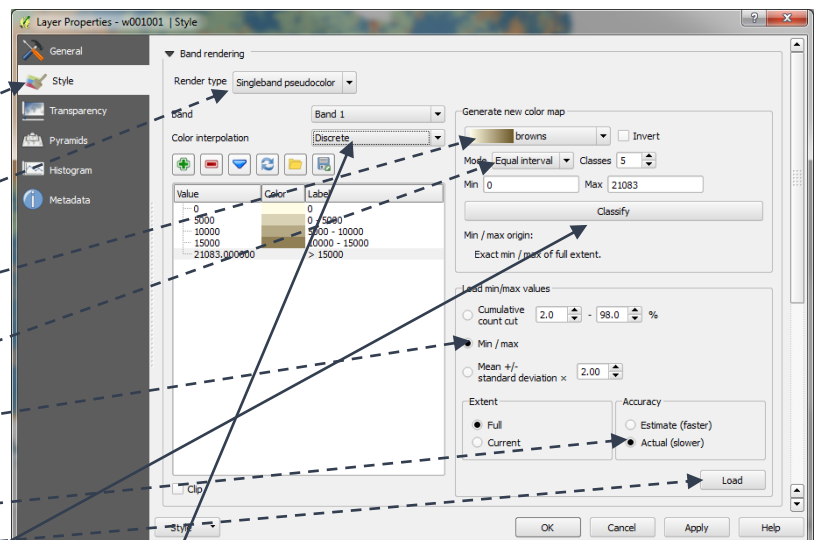 Layer Properties - w001001 | Style
General
Style
Transparency
Pyramids
Histogram
Metadata
Band rendering
Render type Singleband pseudocolor
Band Band 1
Color interpolation Discrete
Value Color Label
0 0
5000 0 - 5000
10000 5000 - 10000
15000 10000 - 15000
21083.000000 > 15000
Clip
Generate new color map
browns Invert
Mode Equal interval Classes 5
Min 0 Max 21083
Classify
Min / max origin:
Exact min / max of full extent.
Load min/max values
Cumulative
count cut 2.0 - 98.0 %
Min / max
Mean +/-
standard deviation × 2.00
Extent
Full
Current
Accuracy
Estimate (faster)
Actual (slower)
Load
Style OK Cancel Apply Help